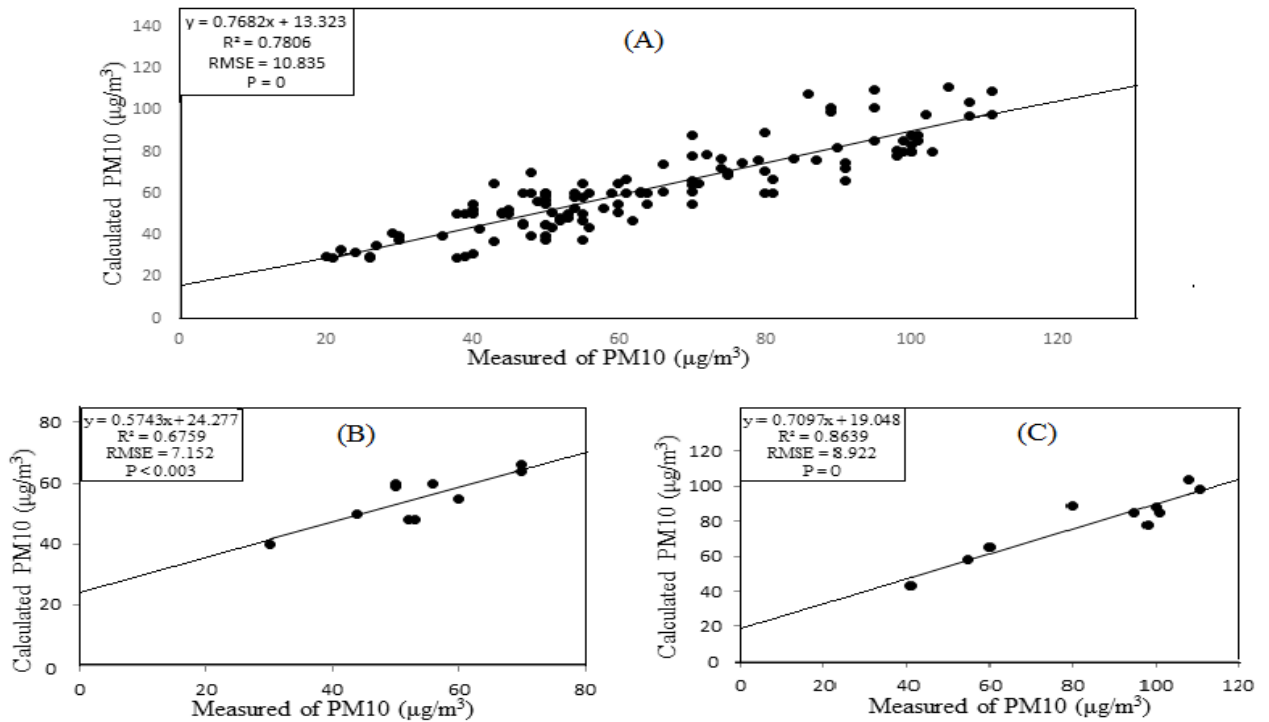 y = 0.7682x + 13.323
R² = 0.7806
RMSE = 10.835
P = 0
(A)
Calculated PM10 (µg/m³)
140
120
100
80
60
40
20
0
0 20 40 60 80 100 120
Measured of PM10 (µg/m³)
y = 0.5743x+24.277
R² = 0.6759
RMSE = 7.152
P < 0.003
(B)
Calculated PM10 (µg/m³)
80
60
40
20
0
0 20 40 60 80
Measured of PM10 (µg/m³)
y = 0.7097x+19.048
R² = 0.8639
RMSE = 8.922
P = 0
(C)
Calculated PM10 (µg/m³)
120
100
80
60
40
20
0
0 20 40 60 80 100 120
Measured of PM10 (µg/m³)